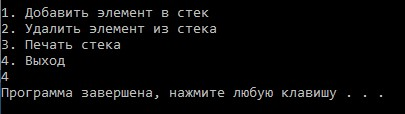 1. Добавить элемент в стек
2. Удалить элемент из стека
3. Печать стека
4. Выход
4
Программа завершена, нажмите любую клавишу . . .